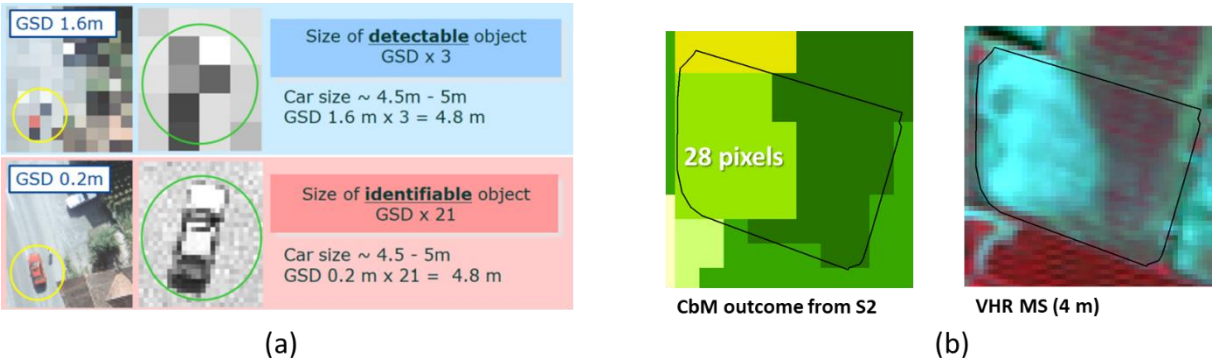 GSD 1.6m
Size of detectable object
GSD x 3
Car size ~ 4.5m - 5m
GSD 1.6 m x 3 = 4.8 m
GSD 0.2m
Size of identifiable object
GSD x 21
Car size ~ 4.5 - 5m
GSD 0.2 m x 21 =  4.8 m
(a)
28 pixels
CbM outcome from S2
VHR MS (4 m)
(b)